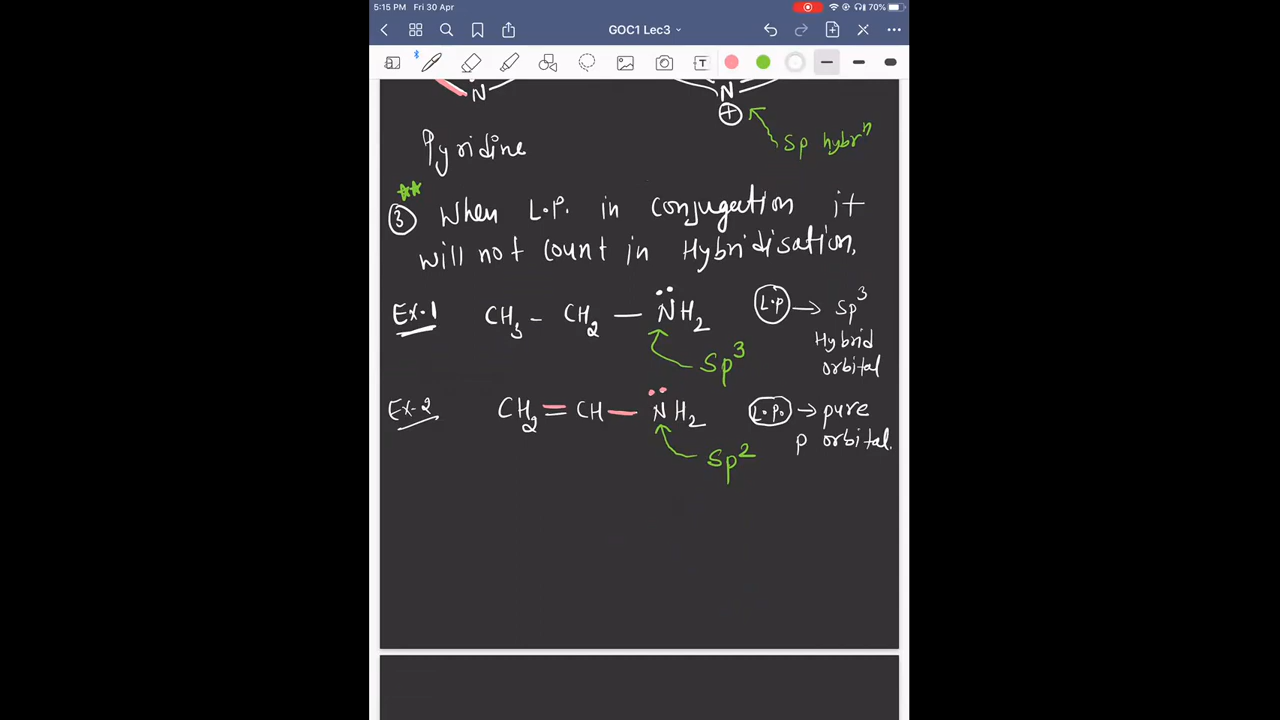 5:15 PM Fri 30 Apr 70%
GOC1 Lec3
T
N N
+
Sp hybrⁿ
Pyridine
③ When L.P. in conjugation it
will not count in Hybridisation.
Ex-1 CH₃ - CH₂ — N̈H₂ L.p → Sp³
Hybrid
orbital
Sp³
Ex-2 CH₂ = CH — N̈H₂ L.P. → pure
p orbital.
Sp²